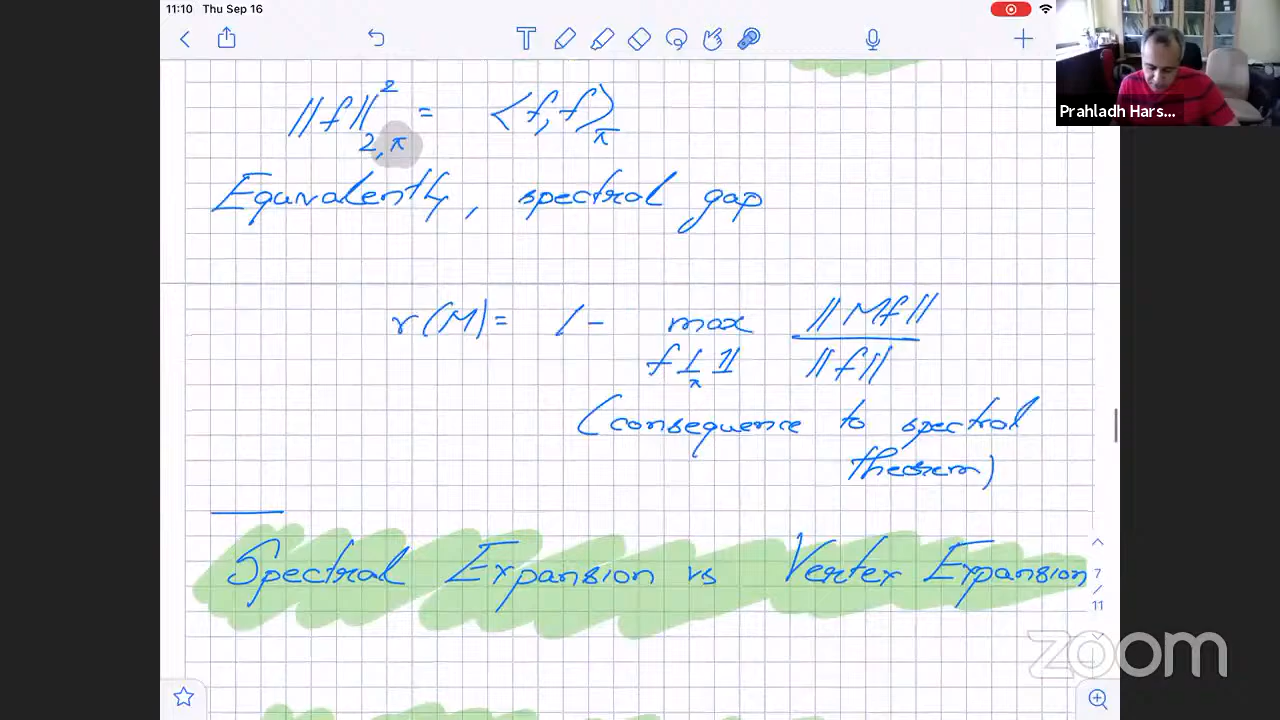 11:10 Thu Sep 16
Prahladh Hars...
||f||²_{2,π} = ⟨f, f⟩_π
Equivalently, spectral gap
γ(M) = 1 - max_{f ⊥_π 𝟙} ||Mf|| / ||f||
(consequence to spectral
theorem)
Spectral Expansion vs Vertex Expansion
7
/
11
zoom